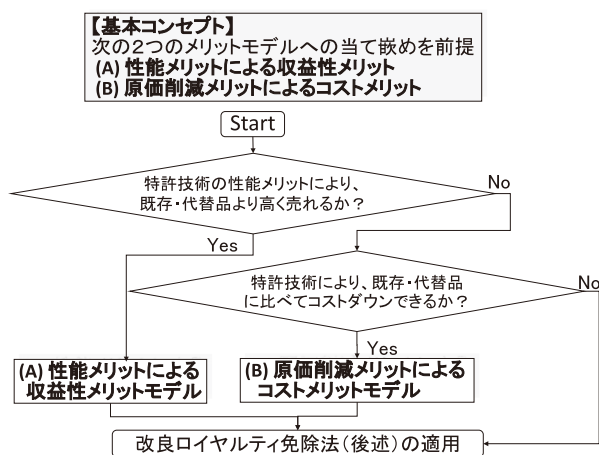 【基本コンセプト】
次の2つのメリットモデルへの当て嵌めを前提
(A) 性能メリットによる収益性メリット
(B) 原価削減メリットによるコストメリット
Start
特許技術の性能メリットにより、
既存・代替品より高く売れるか？
No
Yes
特許技術により、既存・代替品
に比べてコストダウンできるか？
No
Yes
(A) 性能メリットによる
収益性メリットモデル
(B) 原価削減メリットによる
コストメリットモデル
改良ロイヤルティ免除法（後述）の適用